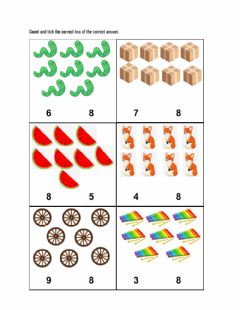 Count and tick the correct box of the correct answer.
6 8 7 8
8 5 4 8
9 8 3 8